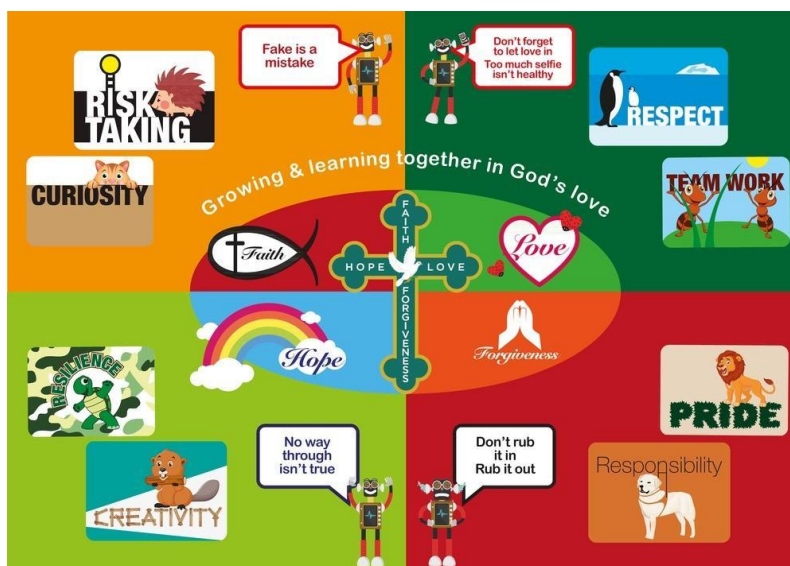 Fake is a
mistake
Don't forget
to let love in
Too much selfie
isn't healthy
RISK
TAKING
RESPECT
CURIOSITY
TEAM WORK
Growing & learning together in God's love
Faith
FAITH
HOPE
LOVE
FORGIVENESS
Love
Hope
Forgiveness
RESILIENCE
PRIDE
CREATIVITY
No way
through
isn't true
Don't rub
it in
Rub it out
Responsibility